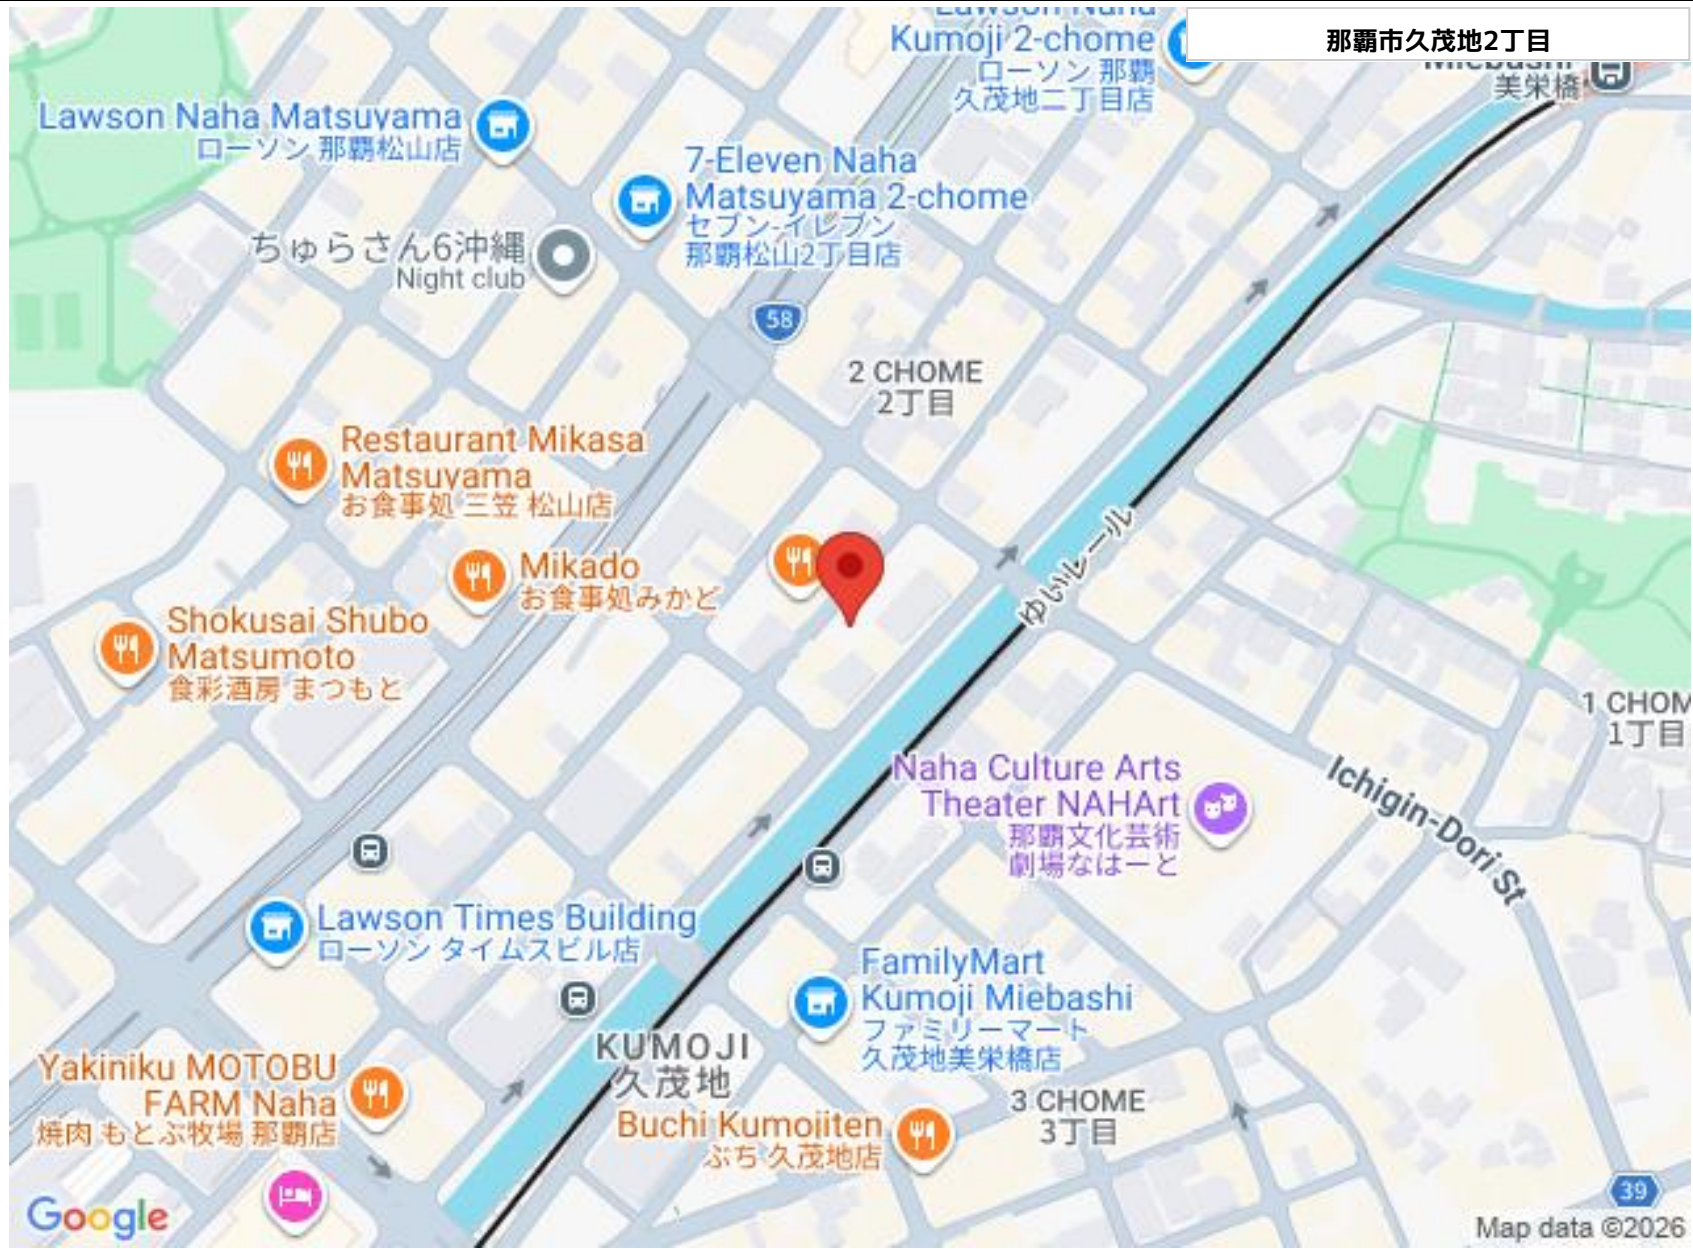 Lawson Naha
Kumoji 2-chome
ローソン 那覇
久茂地二丁目店
那覇市久茂地2丁目
Miebashi
美栄橋
Lawson Naha Matsuyama
ローソン 那覇松山店
7-Eleven Naha
Matsuyama 2-chome
セブン-イレブン
那覇松山2丁目店
ちゅらさん6沖縄
Night club
58
2 CHOME
2丁目
Restaurant Mikasa
Matsuyama
お食事処 三笠 松山店
Mikado
お食事処みかど
ゆいレール
Shokusai Shubo
Matsumoto
食彩酒房 まつもと
1 CHOM
1丁目
Naha Culture Arts
Theater NAHArt
那覇文化芸術
劇場なはーと
Ichigin-Dori St
Lawson Times Building
ローソン タイムスビル店
FamilyMart
Kumoji Miebashi
ファミリーマート
久茂地美栄橋店
KUMOJI
久茂地
Yakiniku MOTOBU
FARM Naha
焼肉 もとぶ牧場 那覇店
3 CHOME
3丁目
Buchi Kumojiten
ぶち 久茂地店
39
Google
Map data ©2026